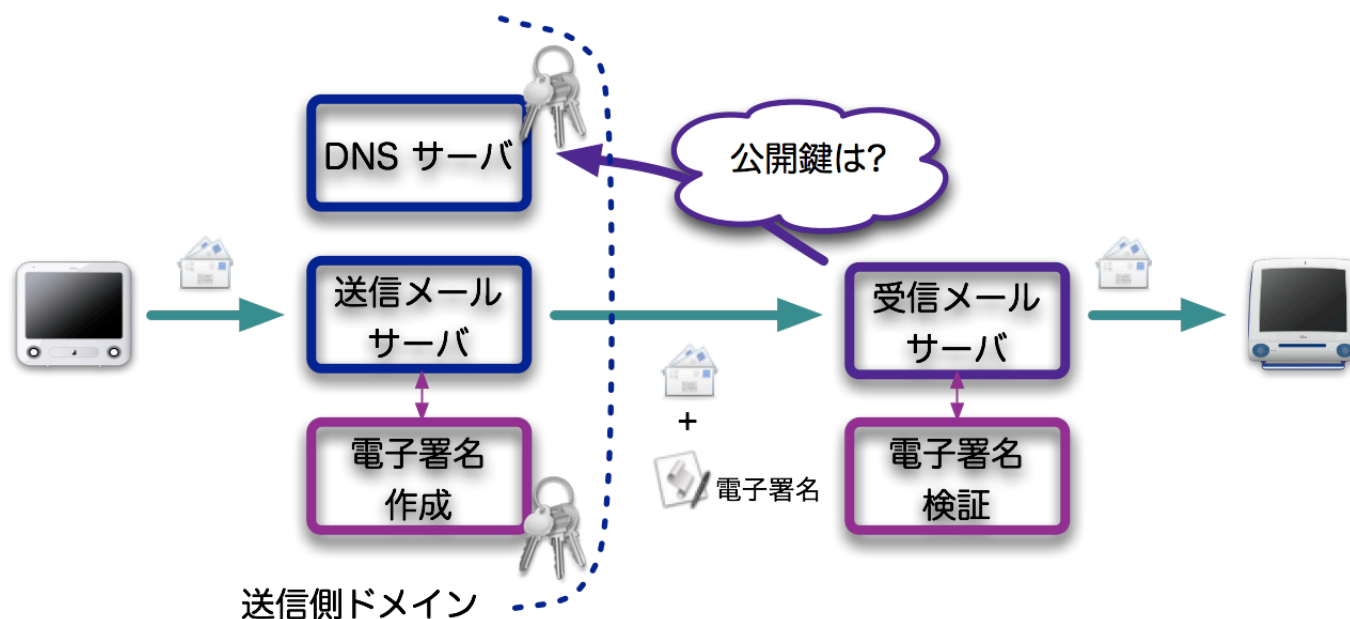 DNS サーバ
公開鍵は?
送信メール
サーバ
受信メール
サーバ
+
電子署名
電子署名
作成
電子署名
検証
送信側ドメイン